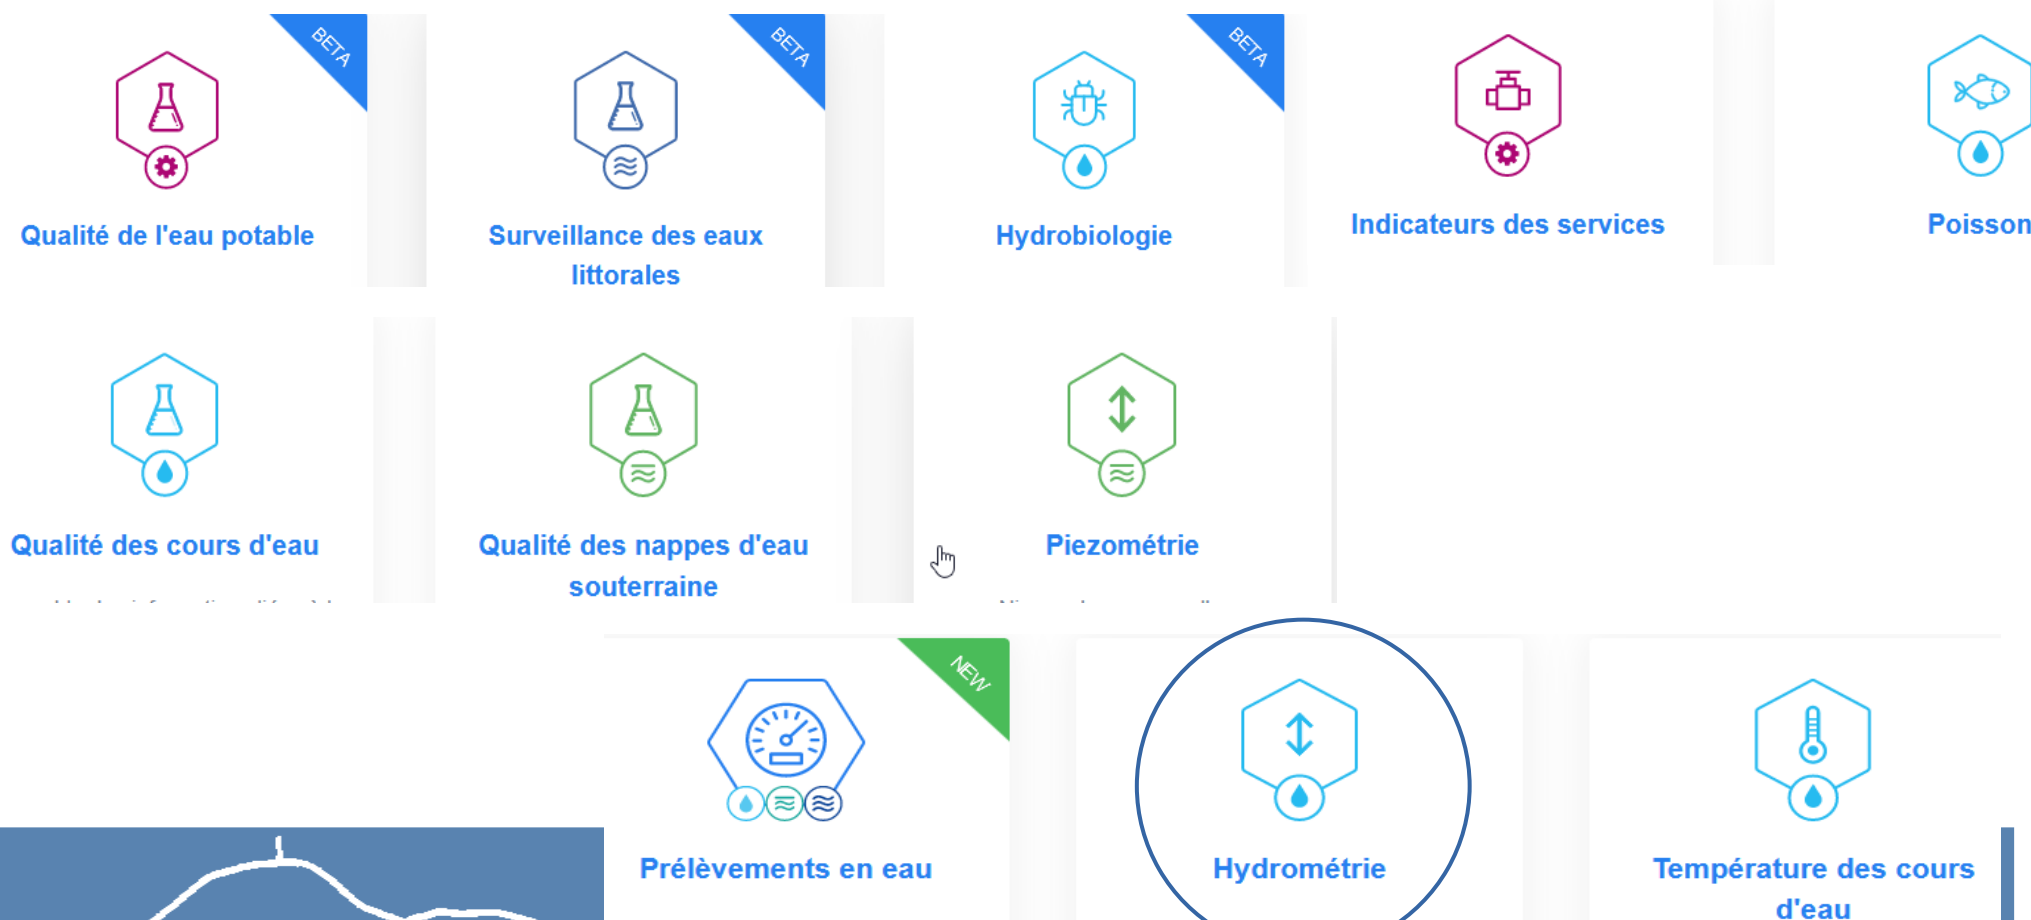 BETA
BETA
BETA
Qualité de l'eau potable
Surveillance des eaux
littorales
Hydrobiologie
Indicateurs des services
Poisson
Qualité des cours d'eau
Qualité des nappes d'eau
souterraine
Piezométrie
NEW
Prélèvements en eau
Hydrométrie
Température des cours
d'eau